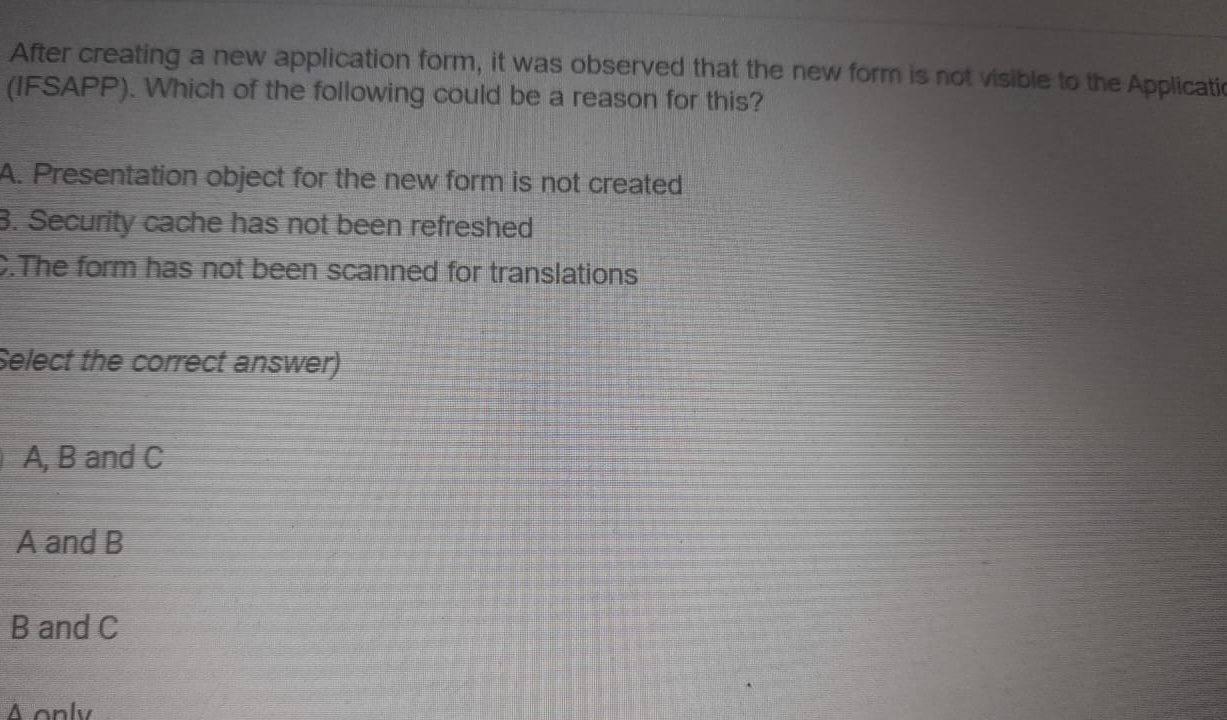 After creating a new application form, it was observed that the new form is not visible to the Applicatio
(IFSAPP). Which of the following could be a reason for this?
A. Presentation object for the new form is not created
B. Security cache has not been refreshed
C.The form has not been scanned for translations
Select the correct answer)
A, B and C
A and B
B and C
A only